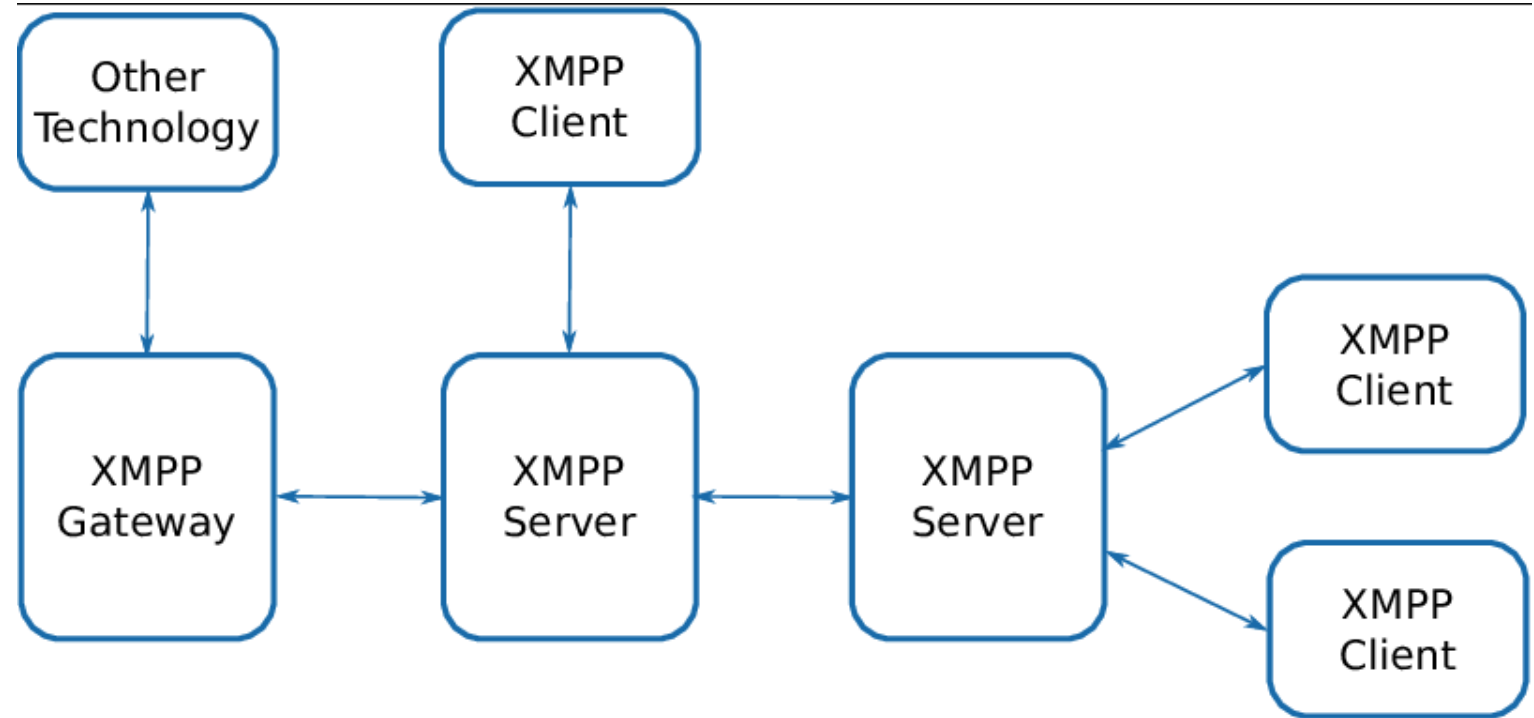 Other
Technology
XMPP
Client
XMPP
Client
XMPP
Gateway
XMPP
Server
XMPP
Server
XMPP
Client